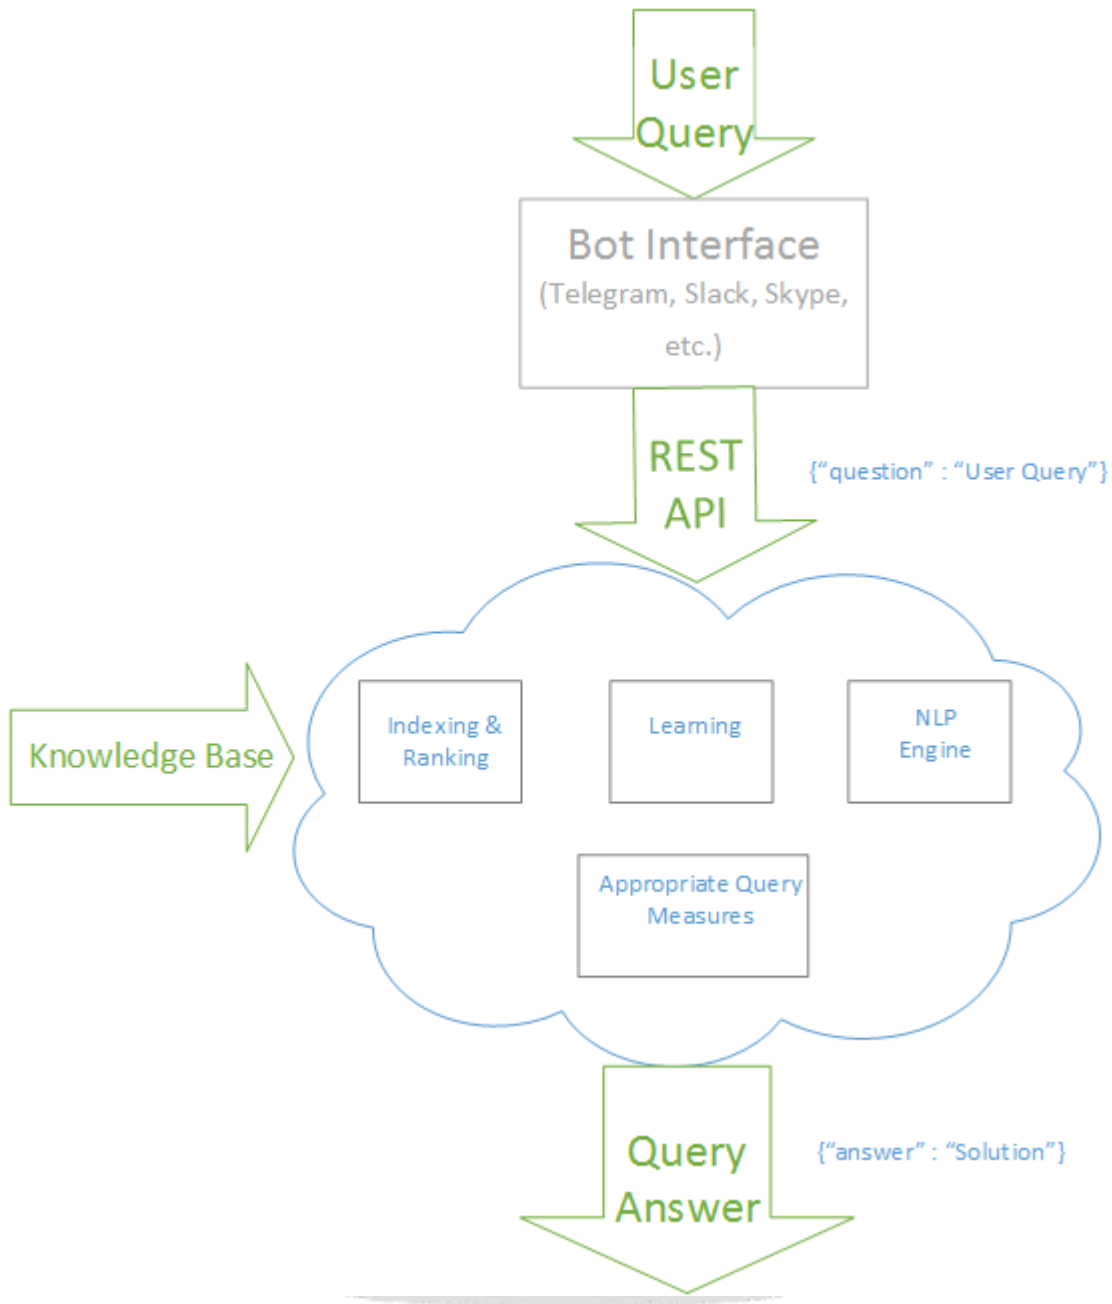 User
Query
Bot Interface
(Telegram, Slack, Skype,
etc.)
REST
API
{“question” : “User Query”}
Knowledge Base
Indexing &
Ranking
Learning
NLP
Engine
Appropriate Query
Measures
Query
Answer
{“answer” : “Solution”}